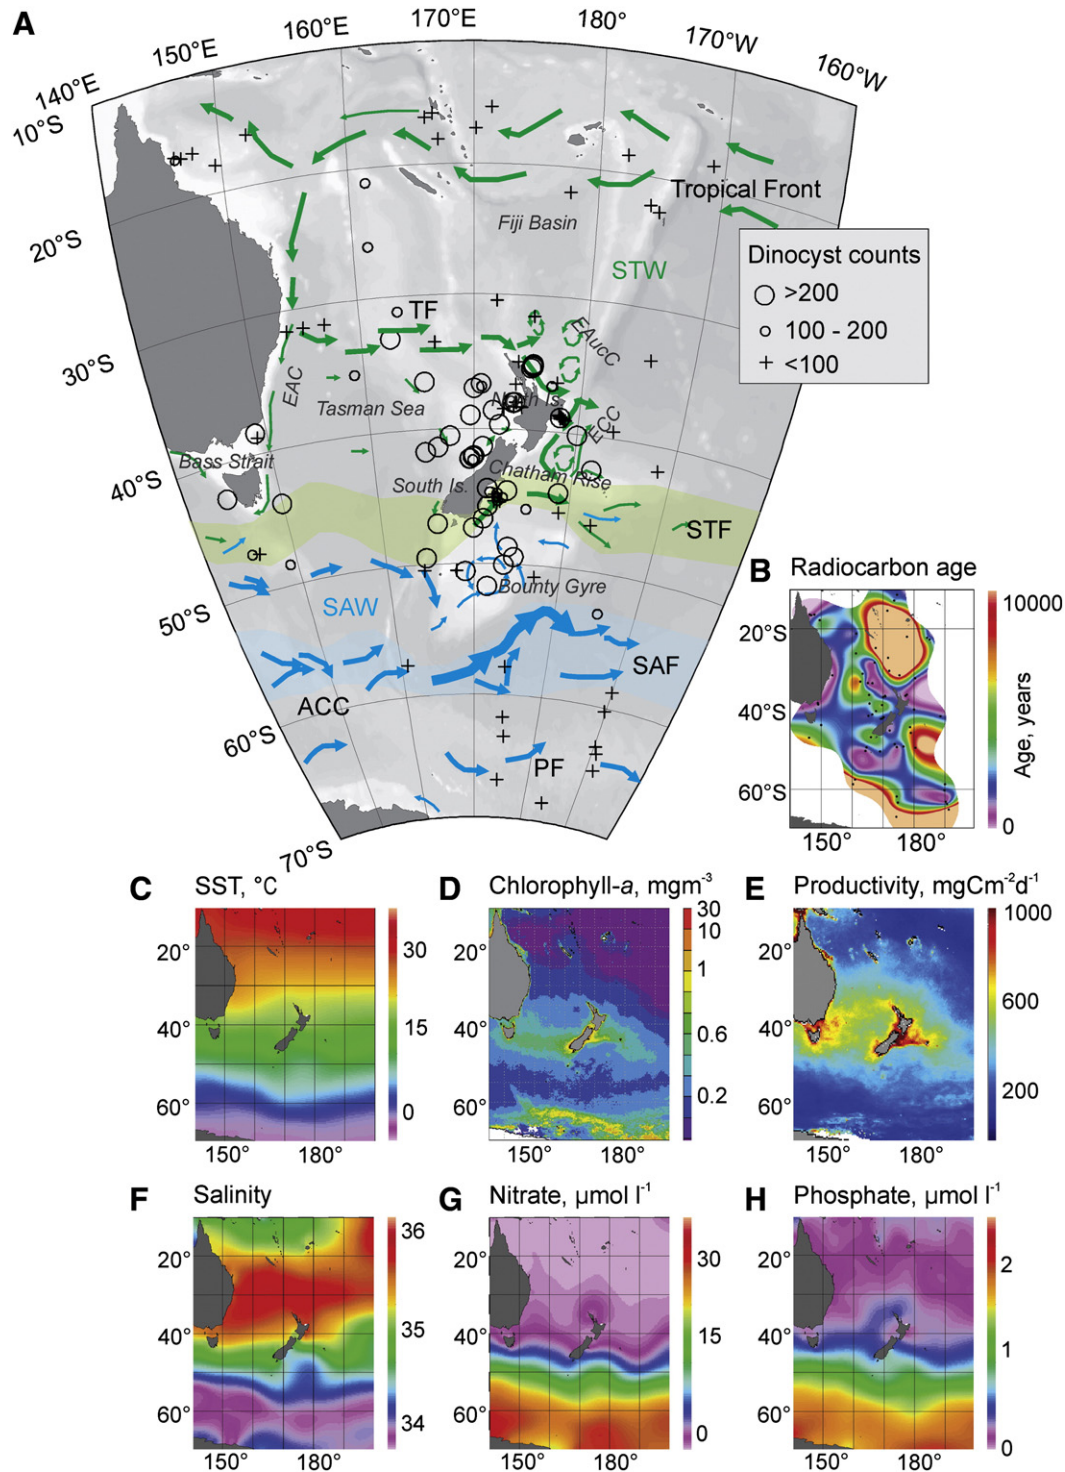 A
140°E
150°E
160°E
170°E
180°
170°W
160°W
10°S
20°S
30°S
40°S
50°S
60°S
70°S
Tropical Front
Fiji Basin
STW
Dinocyst counts
>200
100 - 200
<100
TF
EAucC
EAC
Tasman Sea
North Is.
ECC
Bass Strait
Chatham Rise
South Is.
STF
Bounty Gyre
SAW
SAF
ACC
PF
B Radiocarbon age
20°S
40°S
60°S
150°
180°
10000
0
Age, years
C SST, °C
20°
40°
60°
150°
180°
30
15
0
D Chlorophyll-a, mgm-3
20°
40°
60°
150°
180°
30
10
1
0.6
0.2
E Productivity, mgCm-2d-1
20°
40°
60°
150°
180°
1000
600
200
F Salinity
20°
40°
60°
150°
180°
36
35
34
G Nitrate, µmol l-1
20°
40°
60°
150°
180°
30
15
0
H Phosphate, µmol l-1
20°
40°
60°
150°
180°
2
1
0